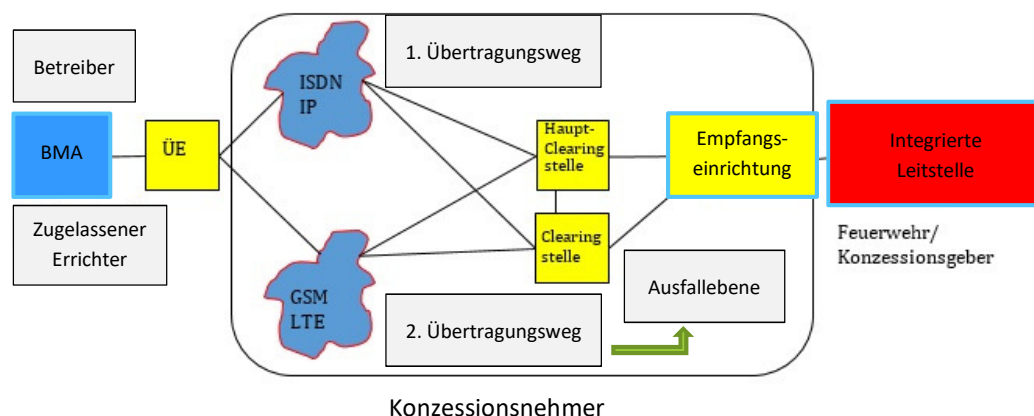 Betreiber
BMA
Zugelassener
Errichter
ÜE
ISDN
IP
1. Übertragungsweg
GSM
LTE
2. Übertragungsweg
Haupt-
Clearing
stelle
Clearing
stelle
Ausfallebene
Empfangs-
einrichtung
Integrierte
Leitstelle
Feuerwehr/
Konzessionsgeber
Konzessionsnehmer